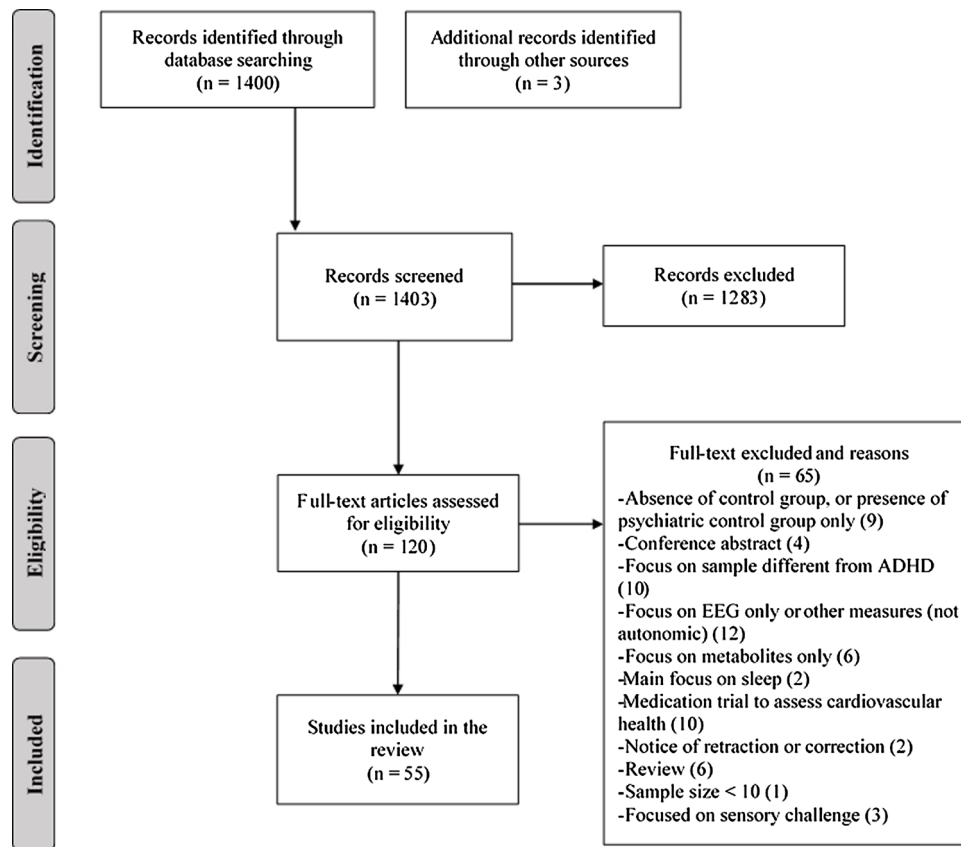 Identification
Records identified through
database searching
(n = 1400)
Additional records identified
through other sources
(n = 3)
Screening
Records screened
(n = 1403)
Records excluded
(n = 1283)
Eligibility
Full-text articles assessed
for eligibility
(n = 120)
Full-text excluded and reasons
(n = 65)
-Absence of control group, or presence of
psychiatric control group only (9)
-Conference abstract (4)
-Focus on sample different from ADHD
(10)
-Focus on EEG only or other measures (not
autonomic) (12)
-Focus on metabolites only (6)
-Main focus on sleep (2)
-Medication trial to assess cardiovascular
health (10)
-Notice of retraction or correction (2)
-Review (6)
-Sample size < 10 (1)
-Focused on sensory challenge (3)
Included
Studies included in the
review
(n = 55)